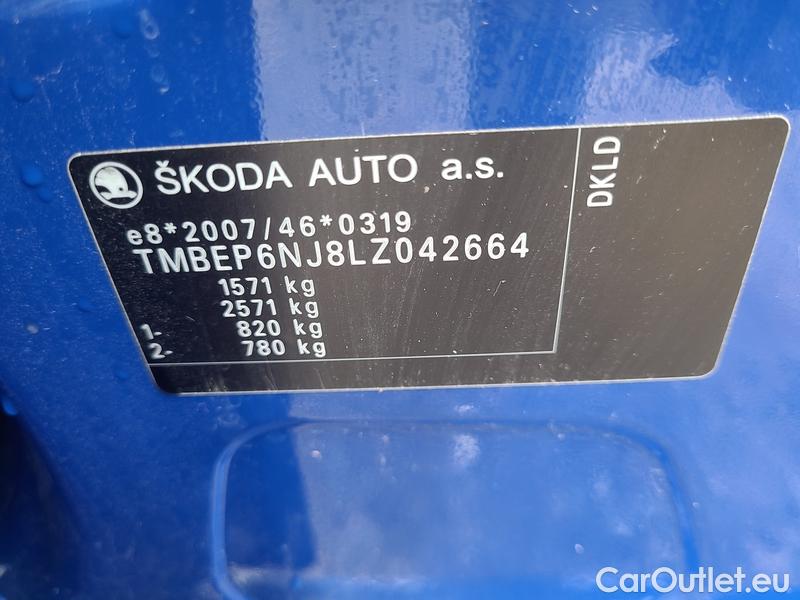 ŠKODA AUTO a.s.
e8*2007/46*0319
TMBEP6NJ8LZ042664
1571 kg
2571 kg
1- 820 kg
2- 780 kg
DKLD
CarOutlet.eu